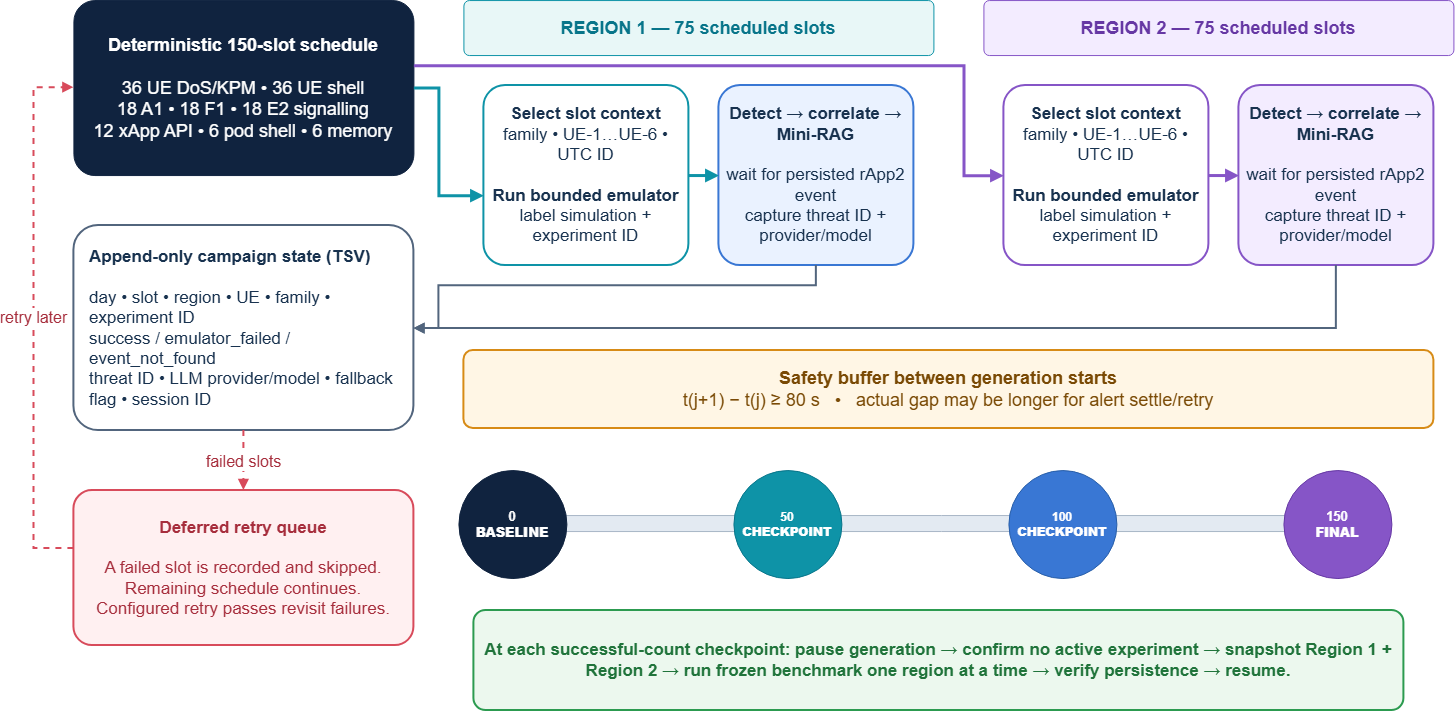 Deterministic 150-slot schedule
36 UE DoS/KPM • 36 UE shell
18 A1 • 18 F1 • 18 E2 signalling
12 xApp API • 6 pod shell • 6 memory
REGION 1 — 75 scheduled slots
Select slot context
family • UE-1…UE-6 •
UTC ID
Run bounded emulator
label simulation +
experiment ID
Detect → correlate →
Mini-RAG
wait for persisted rApp2
event
capture threat ID +
provider/model
REGION 2 — 75 scheduled slots
Select slot context
family • UE-1…UE-6 •
UTC ID
Run bounded emulator
label simulation +
experiment ID
Detect → correlate →
Mini-RAG
wait for persisted rApp2
event
capture threat ID +
provider/model
Append-only campaign state (TSV)
day • slot • region • UE • family •
experiment ID
success / emulator_failed /
event_not_found
threat ID • LLM provider/model • fallback
flag • session ID
retry later
failed slots
Deferred retry queue
A failed slot is recorded and skipped.
Remaining schedule continues.
Configured retry passes revisit failures.
Safety buffer between generation starts
t(j+1) − t(j) ≥ 80 s • actual gap may be longer for alert settle/retry
0
BASELINE
50
CHECKPOINT
100
CHECKPOINT
150
FINAL
At each successful-count checkpoint: pause generation → confirm no active experiment → snapshot Region 1 +
Region 2 → run frozen benchmark one region at a time → verify persistence → resume.